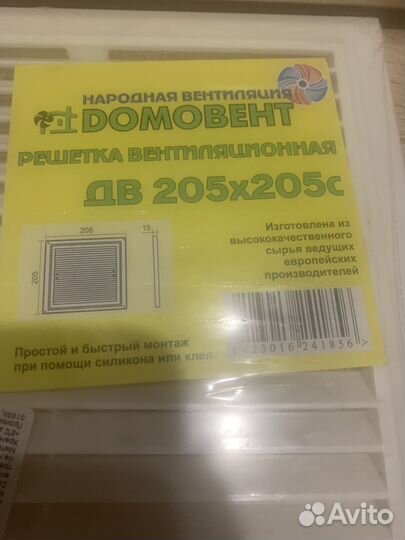 НАРОДНАЯ ВЕНТИЛЯЦИЯ
DОМОВЕНТ
РЕШЕТКА ВЕНТИЛЯЦИОННАЯ
ДВ 205х205с
205
15
205
Изготовлена из
высококачественного
сырья ведущих
европейских
производителей
Простой и быстрый монтаж
при помощи силикона или клея.
23016 241856 >
Avito